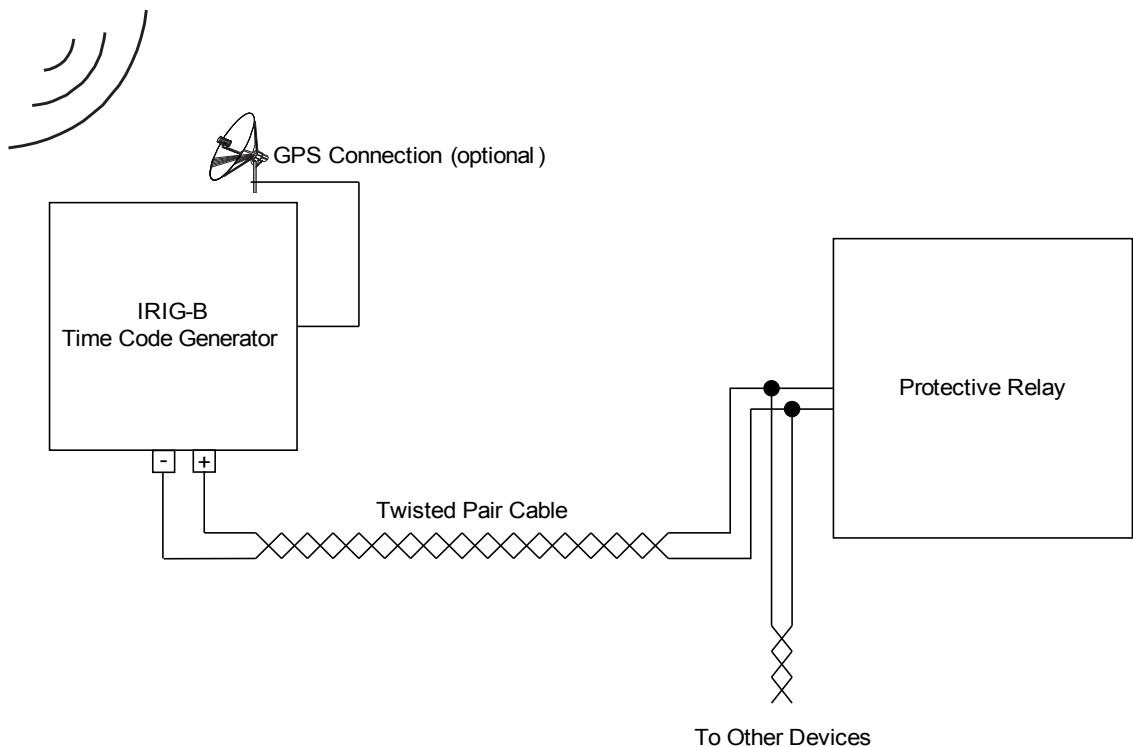 GPS Connection (optional)
IRIG-B
Time Code Generator
Protective Relay
- +
Twisted Pair Cable
To Other Devices